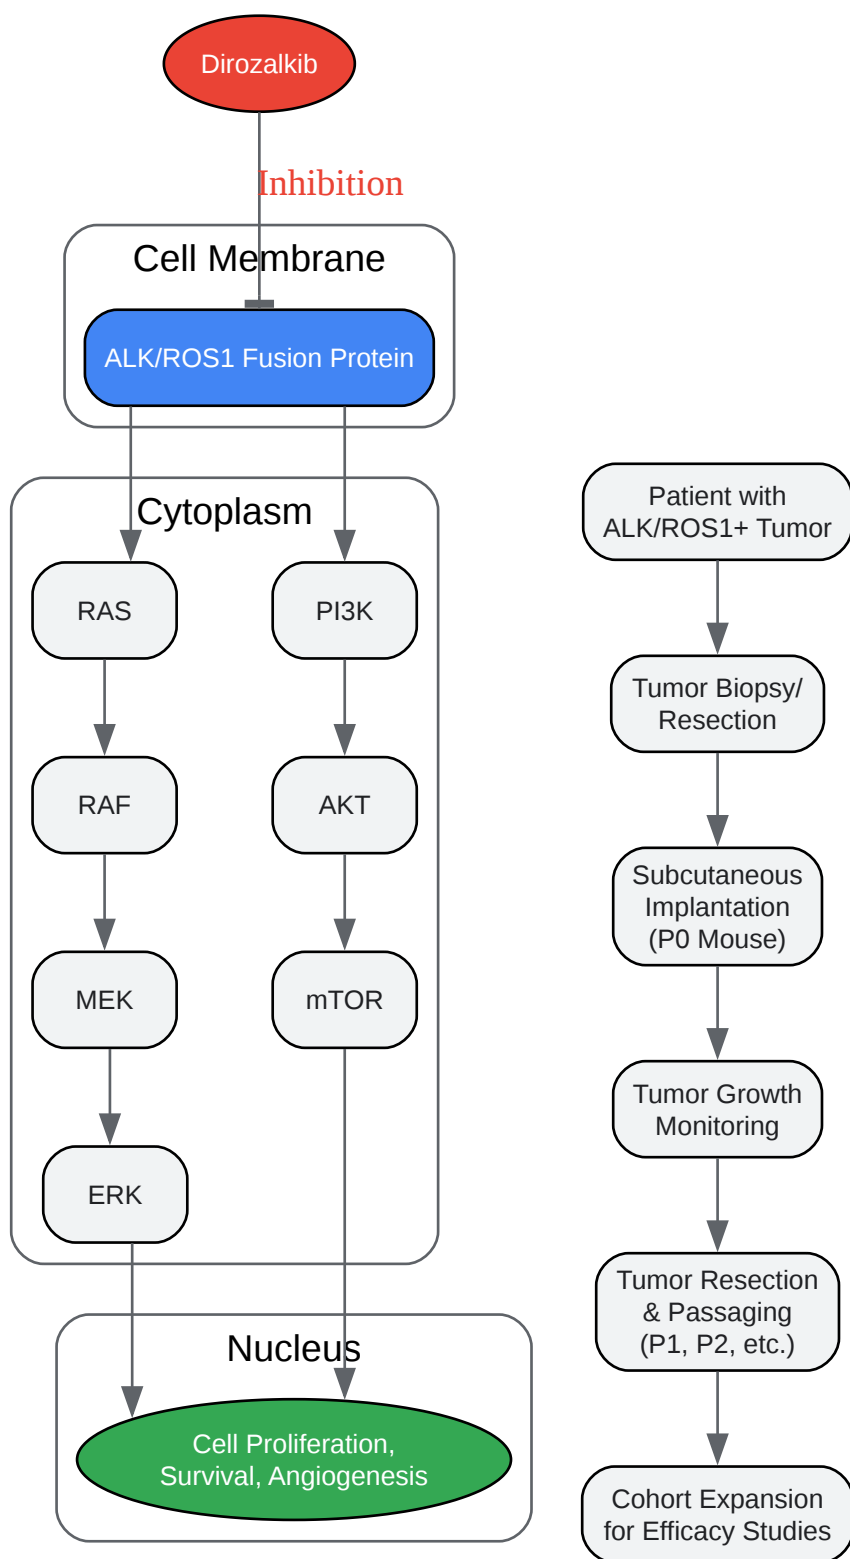 Dirozalkib
Inhibition
Cell Membrane
ALK/ROS1 Fusion Protein
Cytoplasm
RAS
PI3K
RAF
AKT
MEK
mTOR
ERK
Nucleus
Cell Proliferation,
Survival, Angiogenesis
Patient with
ALK/ROS1+ Tumor
Tumor Biopsy/
Resection
Subcutaneous
Implantation
(P0 Mouse)
Tumor Growth
Monitoring
Tumor Resection
& Passaging
(P1, P2, etc.)
Cohort Expansion
for Efficacy Studies